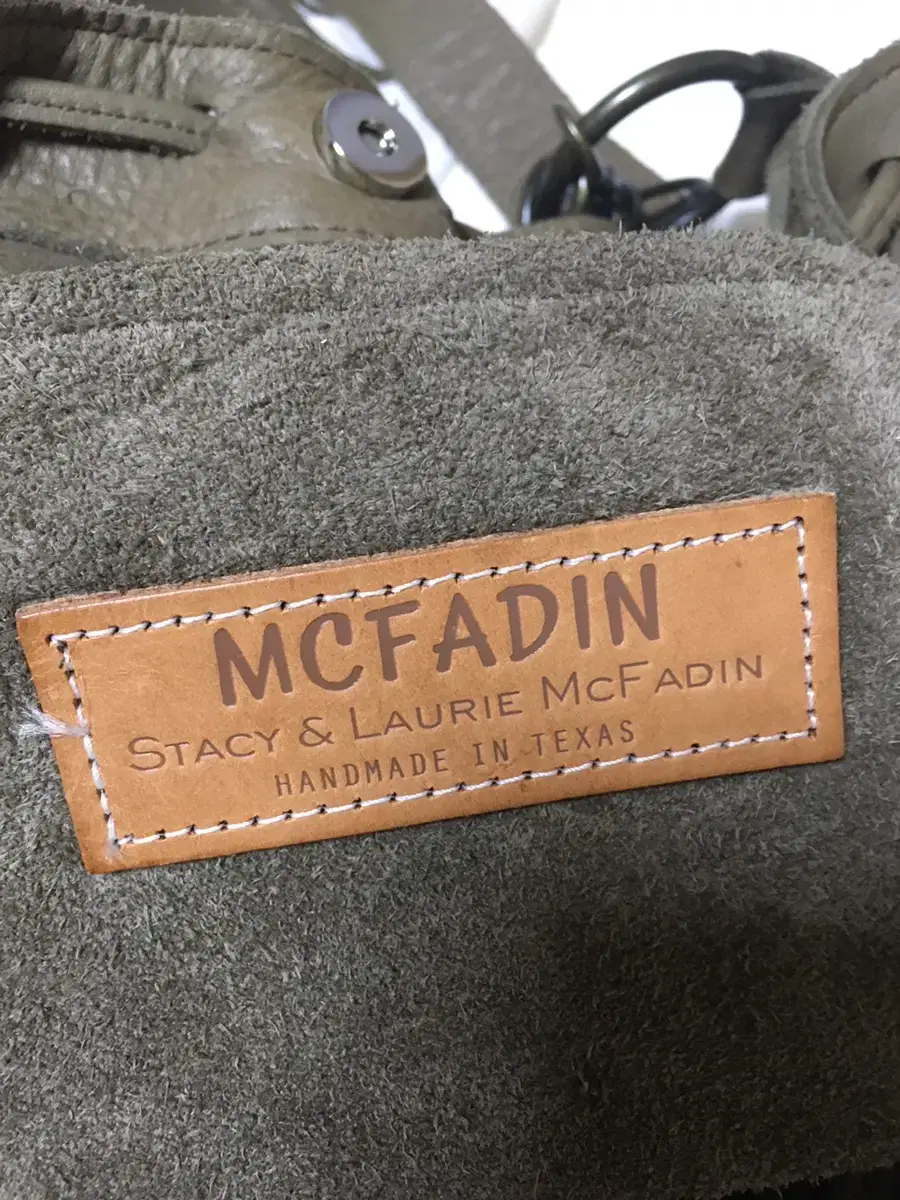 MCFADIN
STACY & LAURIE MCFADIN
HANDMADE IN TEXAS